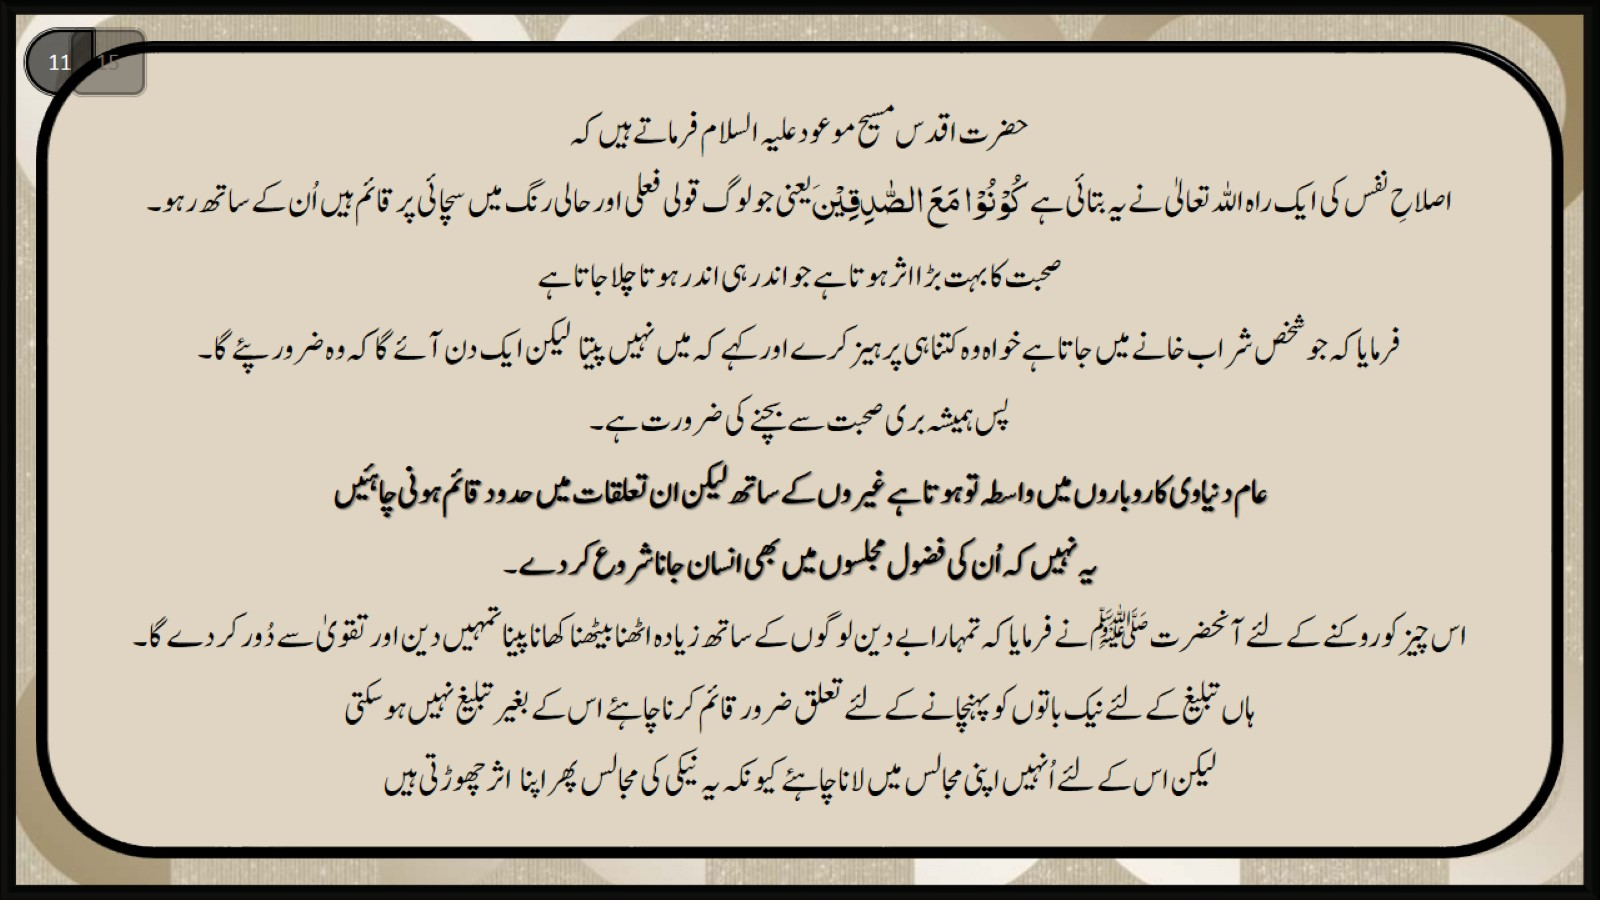 11 15
حضرت اقدس مسیح موعود علیہ السلام فرماتے ہیں کہ
اصلاحِ نفس کی ایک راہ اللہ تعالیٰ نے یہ بتائی ہے کُوْنُوْا مَعَ الصّٰدِقِیْنَ یعنی جو لوگ قولی فعلی اور حالی رنگ میں سچائی پر قائم ہیں اُن کے ساتھ رہو۔
صحبت کا بہت بڑا اثر ہوتا ہے جو اندر ہی اندر ہوتا چلا جاتا ہے
فرمایا کہ جو شخص شراب خانے میں جاتا ہے خواہ وہ کتنا ہی پرہیز کرے اور کہے کہ میں نہیں پیتا لیکن ایک دن آئے گا کہ وہ ضرور پئے گا۔
پس ہمیشہ بری صحبت سے بچنے کی ضرورت ہے۔
عام دنیاوی کاروباروں میں واسطہ تو ہوتا ہے غیروں کے ساتھ لیکن ان تعلقات میں حدود قائم ہونی چاہئیں
یہ نہیں کہ اُن کی فضول مجلسوں میں بھی انسان جانا شروع کر دے۔
اس چیز کو روکنے کے لئے آنحضرت ﷺ نے فرمایا کہ تمہارا بے دین لوگوں کے ساتھ زیادہ اٹھنا بیٹھنا کھانا پینا تمہیں دین اور تقویٰ سے دُور کر دے گا۔
ہاں تبلیغ کے لئے نیک باتوں کو پہنچانے کے لئے تعلق ضرور قائم کرنا چاہئے اس کے بغیر تبلیغ نہیں ہو سکتی
لیکن اس کے لئے اُنہیں اپنی مجالس میں لانا چاہئے کیونکہ یہ نیکی کی مجالس پھر اپنا اثر چھوڑتی ہیں